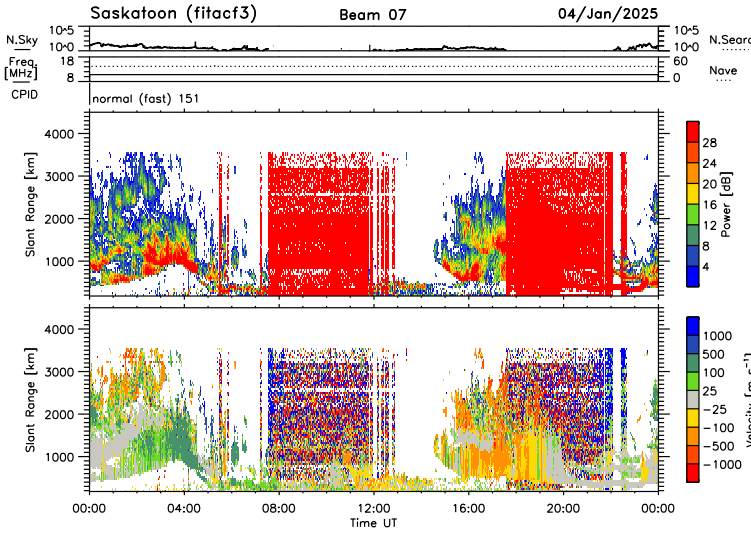 Saskatoon (fitacf3) Beam 07 04/Jan/2025
N.Sky 10^5 10^0 10^5 10^0 N.Sear
Freq. [MHz] 18 8 60 0 Nave
CPID normal (fast) 151
Slant Range [km] 4000 3000 2000 1000
Power [dB] 28 24 20 16 12 8 4
Slant Range [km] 4000 3000 2000 1000
Velocity [m s^-1] 1000 500 100 25 -25 -100 -500 -1000
00:00 04:00 08:00 12:00 16:00 20:00 00:00
Time UT